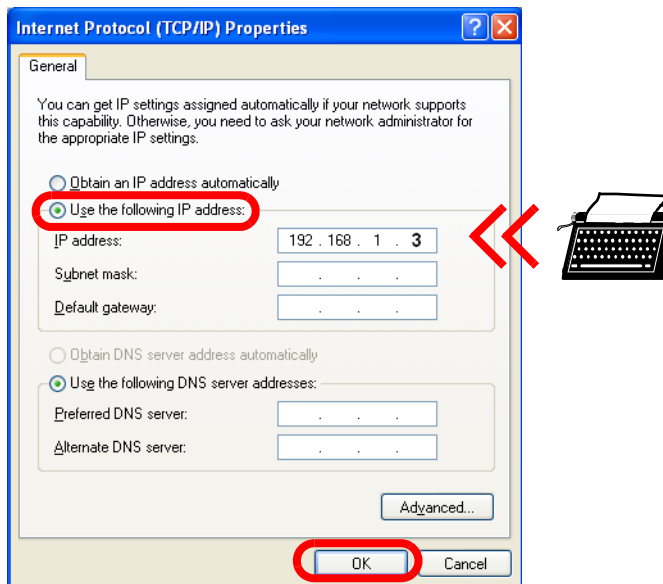 Internet Protocol (TCP/IP) Properties
General
You can get IP settings assigned automatically if your network supports
this capability. Otherwise, you need to ask your network administrator for
the appropriate IP settings.
Obtain an IP address automatically
Use the following IP address:
IP address: 192 . 168 . 1 . 3
Subnet mask: . . .
Default gateway: . . .
Obtain DNS server address automatically
Use the following DNS server addresses:
Preferred DNS server: . . .
Alternate DNS server: . . .
Advanced...
OK Cancel